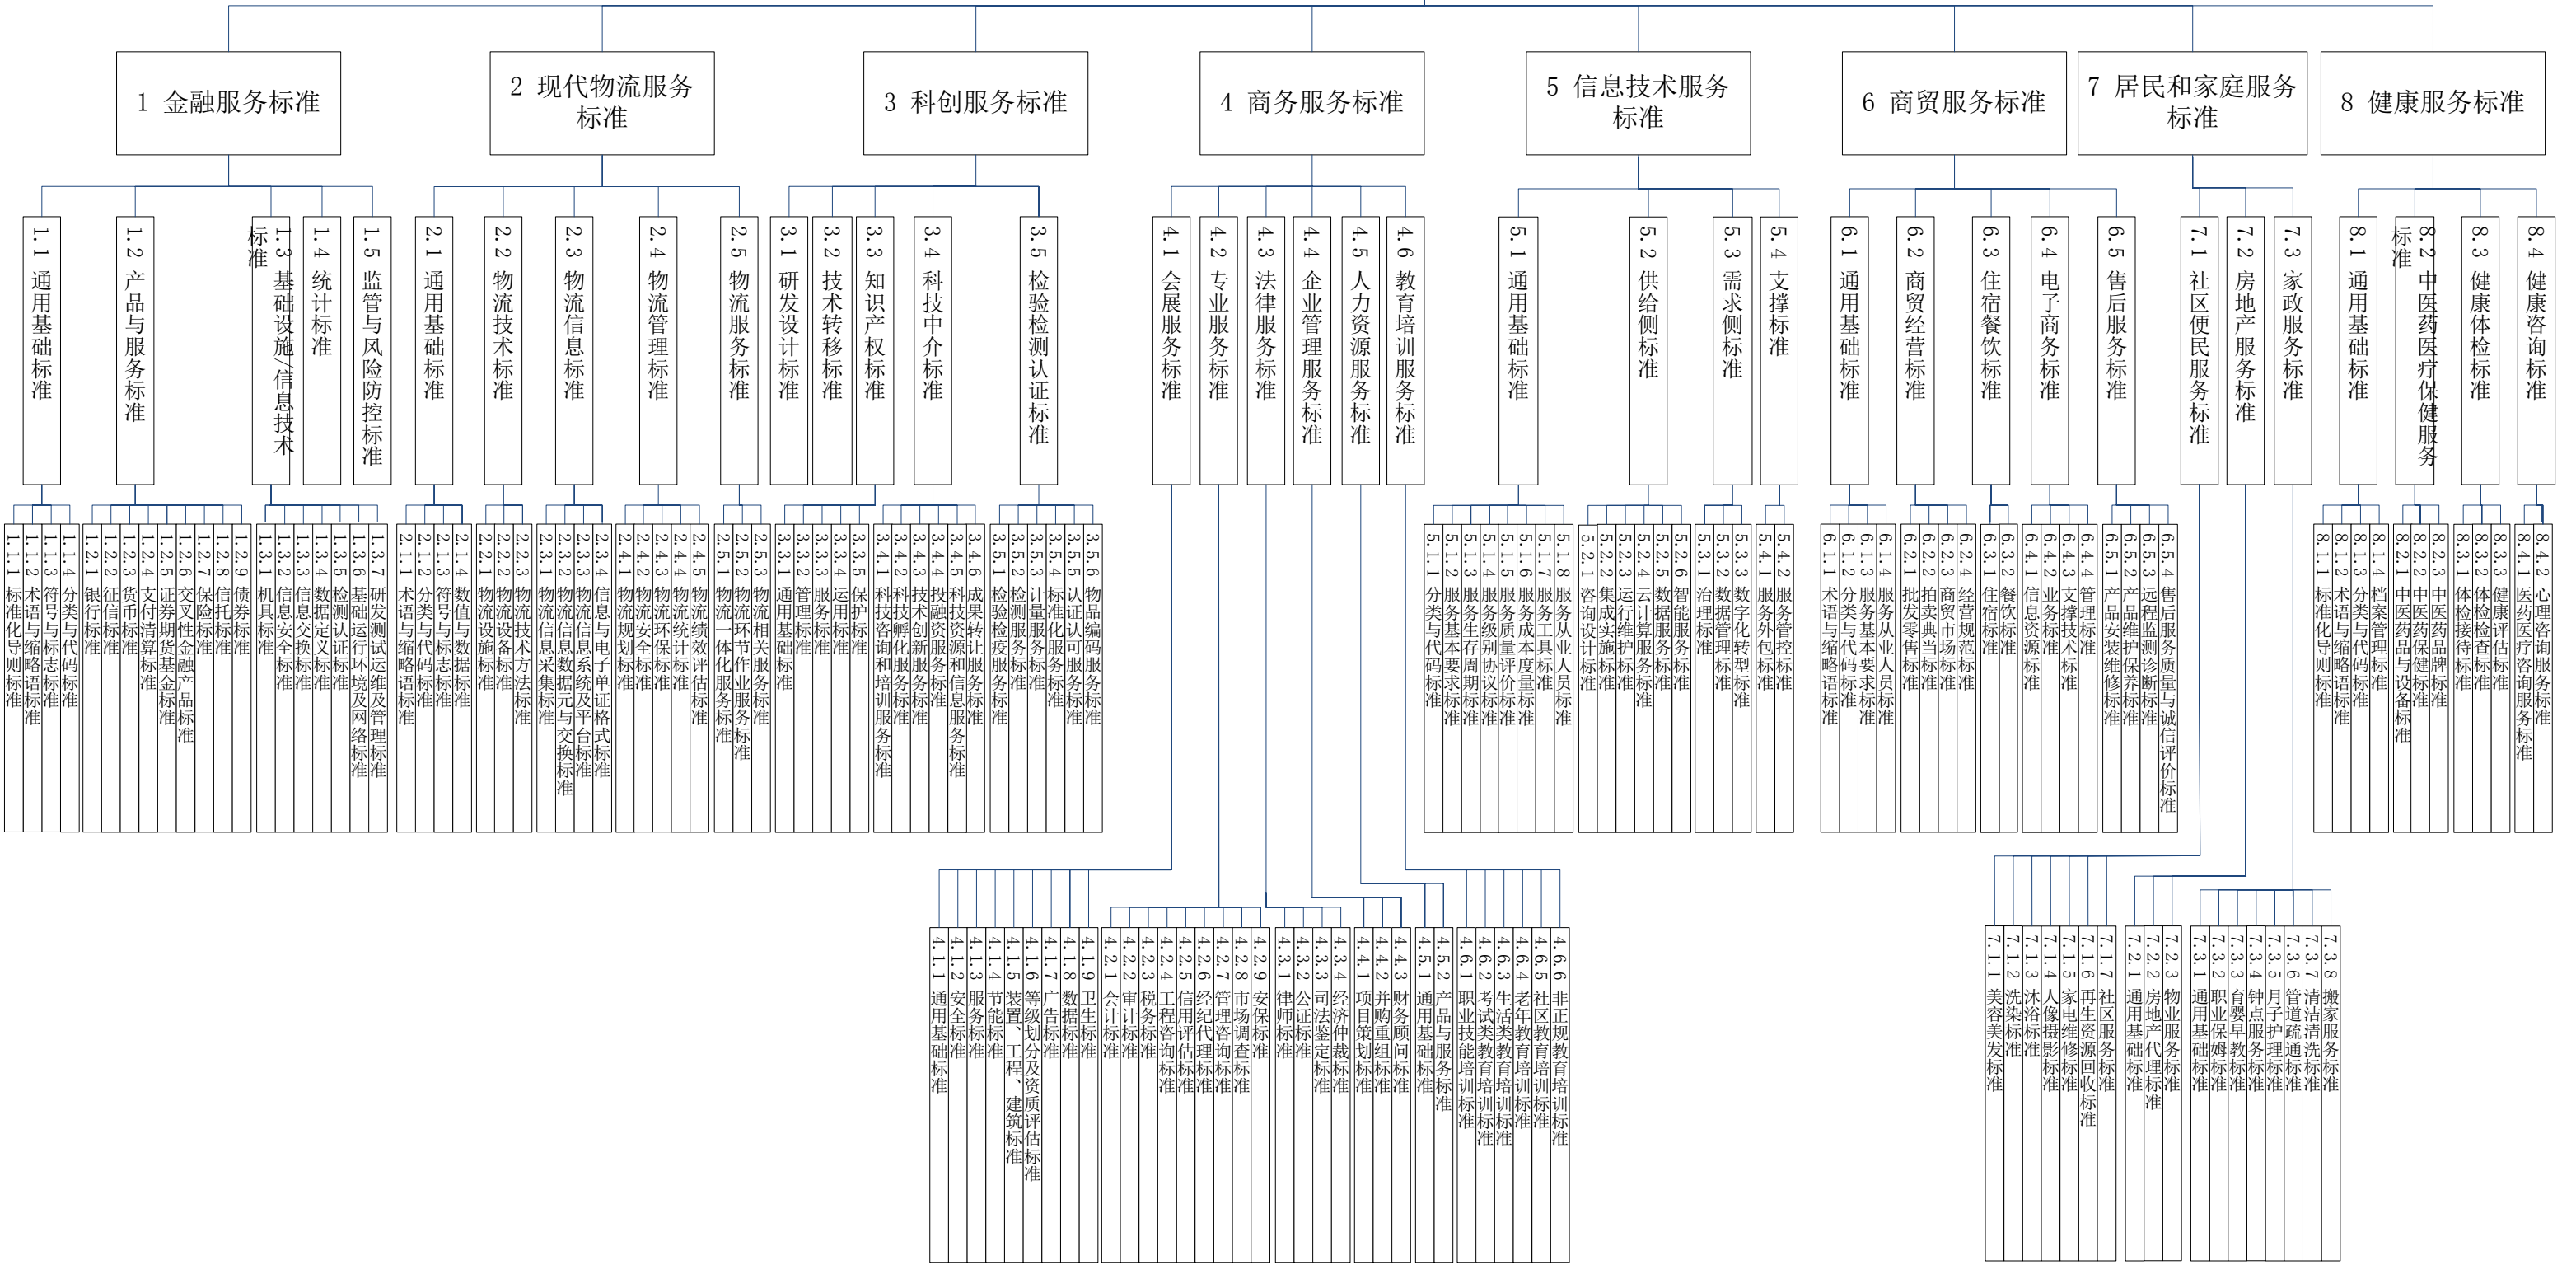 1 金融服务标准
2 现代物流服务
标准
3 科创服务标准
4 商务服务标准
5 信息技术服务
标准
6 商贸服务标准
7 居民和家庭服务
标准
8 健康服务标准
1.1 通用基础标准
1.2 产品与服务标准
1.3 基础设施/信息技术
标准
1.4 统计标准
1.5 监管与风险防控标准
2.1 通用基础标准
2.2 物流技术标准
2.3 物流信息标准
2.4 物流管理标准
2.5 物流服务标准
3.1 研发设计标准
3.2 技术转移标准
3.3 知识产权标准
3.4 科技中介标准
3.5 检验检测认证标准
4.1 会展服务标准
4.2 专业服务标准
4.3 法律服务标准
4.4 企业管理服务标准
4.5 人力资源服务标准
4.6 教育培训服务标准
5.1 通用基础标准
5.2 供给侧标准
5.3 需求侧标准
5.4 支撑标准
6.1 通用基础标准
6.2 商贸经营标准
6.3 住宿餐饮标准
6.4 电子商务标准
6.5 售后服务标准
7.1 社区便民服务标准
7.2 房地产服务标准
7.3 家政服务标准
8.1 通用基础标准
8.2 中医药医疗保健服务
标准
8.3 健康体检标准
8.4 健康咨询标准
1.1.1 标准化导则标准
1.1.2 术语与缩略语标准
1.1.3 符号与标志标准
1.1.4 分类与代码标准
1.2.1 银行标准
1.2.2 征信标准
1.2.3 货币标准
1.2.4 支付清算标准
1.2.5 证券期货基金标准
1.2.6 交叉性金融产品标准
1.2.7 保险标准
1.2.8 信托标准
1.2.9 债券标准
1.3.1 机具标准
1.3.2 信息安全标准
1.3.3 信息交换标准
1.3.4 数据定义标准
1.3.5 检测认证标准
1.3.6 基础运行环境及网络标准
1.3.7 研发测试运维及管理标准
2.1.1 术语与缩略语标准
2.1.2 分类与代码标准
2.1.3 符号与标志标准
2.1.4 数值与数据标准
2.2.1 物流设施标准
2.2.2 物流设备标准
2.2.3 物流技术方法标准
2.3.1 物流信息采集标准
2.3.2 物流信息数据元与交换标准
2.3.3 物流信息系统及平台标准
2.3.4 信息与电子单证格式标准
2.4.1 物流规划标准
2.4.2 物流安全标准
2.4.3 物流环保标准
2.4.4 物流统计标准
2.4.5 物流绩效评估标准
2.5.1 物流一体化服务标准
2.5.2 物流环节作业服务标准
2.5.3 物流相关服务标准
3.3.1 通用基础标
3.3.2 管理标准
3.3.3 服务标准
3.3.4 运用标准
3.3.5 保护标准
3.4.1 科技咨询和培训服务标准
3.4.2 科技孵化服务标准
3.4.3 技术创新服务标准
3.4.4 投融资服务标准
3.4.5 科技资源和信息服务标准
3.4.6 成果转让服务标准
3.5.1 检验检疫服务标准
3.5.2 检测服务标准
3.5.3 计量服务标准
3.5.4 标准化服务标准
3.5.5 认证认可服务标准
3.5.6 物品编码服务标准
5.1.1 分类与代码标准
5.1.2 服务基本要求标准
5.1.3 服务生存周期标准
5.1.4 服务级别协议标准
5.1.5 服务质量评价标准
5.1.6 服务成本度量标准
5.1.7 服务工具标准
5.1.8 服务从业人员标准
5.2.1 咨询设计标准
5.2.2 集成实施标准
5.2.3 运行维护标准
5.2.4 云计算服务标准
5.2.5 数据服务标准
5.2.6 智能服务标准
5.3.1 治理标准
5.3.2 数据管理标准
5.3.3 数字化转型标准
5.4.1 服务外包标准
5.4.2 服务管控标准
6.1.1 术语与缩略语标准
6.1.2 分类与代码标准
6.1.3 服务基本要求标准
6.1.4 服务从业人员标准
6.2.1 批发零售标准
6.2.2 拍卖典当标准
6.2.3 商贸市场标准
6.2.4 经营规范标准
6.3.1 住宿标准
6.3.2 餐饮标准
6.4.1 信息资源标准
6.4.2 业务标准
6.4.3 支撑技术标准
6.4.4 管理标准
6.5.1 产品安装维修标准
6.5.2 产品维护保养标准
6.5.3 远程监测诊断标准
6.5.4 售后服务质量与诚信评价标准
8.1.1 标准化导则标准
8.1.2 术语与缩略语标准
8.1.3 分类与代码标准
8.1.4 档案管理标准
8.2.1 中医药品与设备标准
8.2.2 中医药保健标准
8.2.3 中医药品牌标准
8.3.1 体检接待标准
8.3.2 体检检查标准
8.3.3 健康评估标准
8.4.1 医药医疗咨询服务标准
8.4.2 心理咨询服务标准
4.1.1 通用基础标准
4.1.2 安全标准
4.1.3 服务标准
4.1.4 节能标准
4.1.5 装置、工程、建筑标准
4.1.6 等级划分及资质评估标准
4.1.7 广告标准
4.1.8 数据标准
4.1.9 卫生标准
4.2.1 会计标准
4.2.2 审计标准
4.2.3 税务标准
4.2.4 工程咨询标准
4.2.5 信用评估标准
4.2.6 经纪代理标准
4.2.7 管理咨询标准
4.2.8 市场调查标准
4.2.9 安保标准
4.3.1 律师标准
4.3.2 公证标准
4.3.3 司法鉴定标准
4.3.4 经济仲裁标准
4.4.1 项目策划标准
4.4.2 并购重组标准
4.4.3 财务顾问标准
4.5.1 通用基础标准
4.5.2 产品与服务标准
4.6.1 职业技能培训标准
4.6.2 考试类教育培训标准
4.6.3 生活类教育培训标准
4.6.4 老年教育培训标准
4.6.5 社区教育培训标准
4.6.6 非正规教育培训标准
7.1.1 美容美发标准
7.1.2 洗染标准
7.1.3 沐浴标准
7.1.4 人像摄影标准
7.1.5 家电维修标准
7.1.6 再生资源回收标准
7.1.7 社区服务标准
7.2.1 通用基础标准
7.2.2 房地产代理标准
7.2.3 物业服务标准
7.3.1 通用基础标准
7.3.2 职业保姆标准
7.3.3 育婴早教标准
7.3.4 钟点服务标准
7.3.5 月子护理标准
7.3.6 管道疏通标准
7.3.7 清洁清洗标准
7.3.8 搬家服务标准